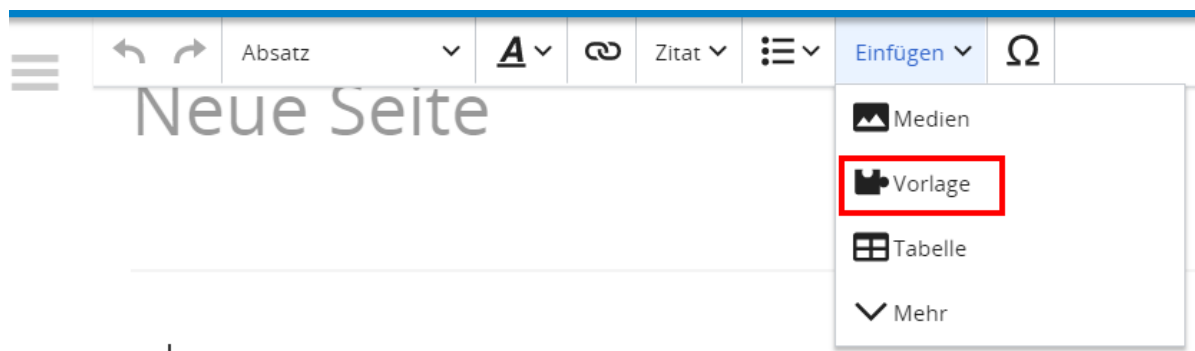 Absatz A Zitat Einfügen Ω
Neue Seite
Medien
Vorlage
Tabelle
Mehr